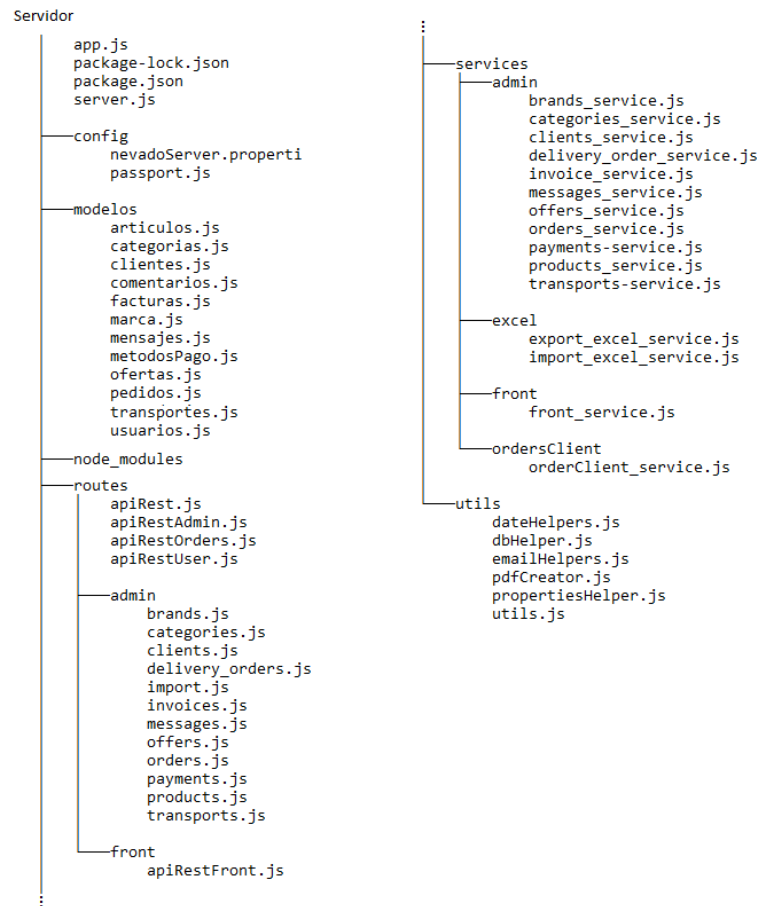 Servidor
app.js
package-lock.json
package.json
server.js
config
nevadoServer.properti
passport.js
modelos
articulos.js
categorias.js
clientes.js
comentarios.js
facturas.js
marca.js
mensajes.js
metodosPago.js
ofertas.js
pedidos.js
transportes.js
usuarios.js
node_modules
routes
apiRest.js
apiRestAdmin.js
apiRestOrders.js
apiRestUser.js
admin
brands.js
categories.js
clients.js
delivery_orders.js
import.js
invoices.js
messages.js
offers.js
orders.js
payments.js
products.js
transports.js
front
apiRestFront.js
services
admin
brands_service.js
categories_service.js
clients_service.js
delivery_order_service.js
invoice_service.js
messages_service.js
offers_service.js
orders_service.js
payments-service.js
products_service.js
transports-service.js
excel
export_excel_service.js
import_excel_service.js
front
front_service.js
ordersClient
orderClient_service.js
utils
dateHelpers.js
dbHelper.js
emailHelpers.js
pdfCreator.js
propertiesHelper.js
utils.js